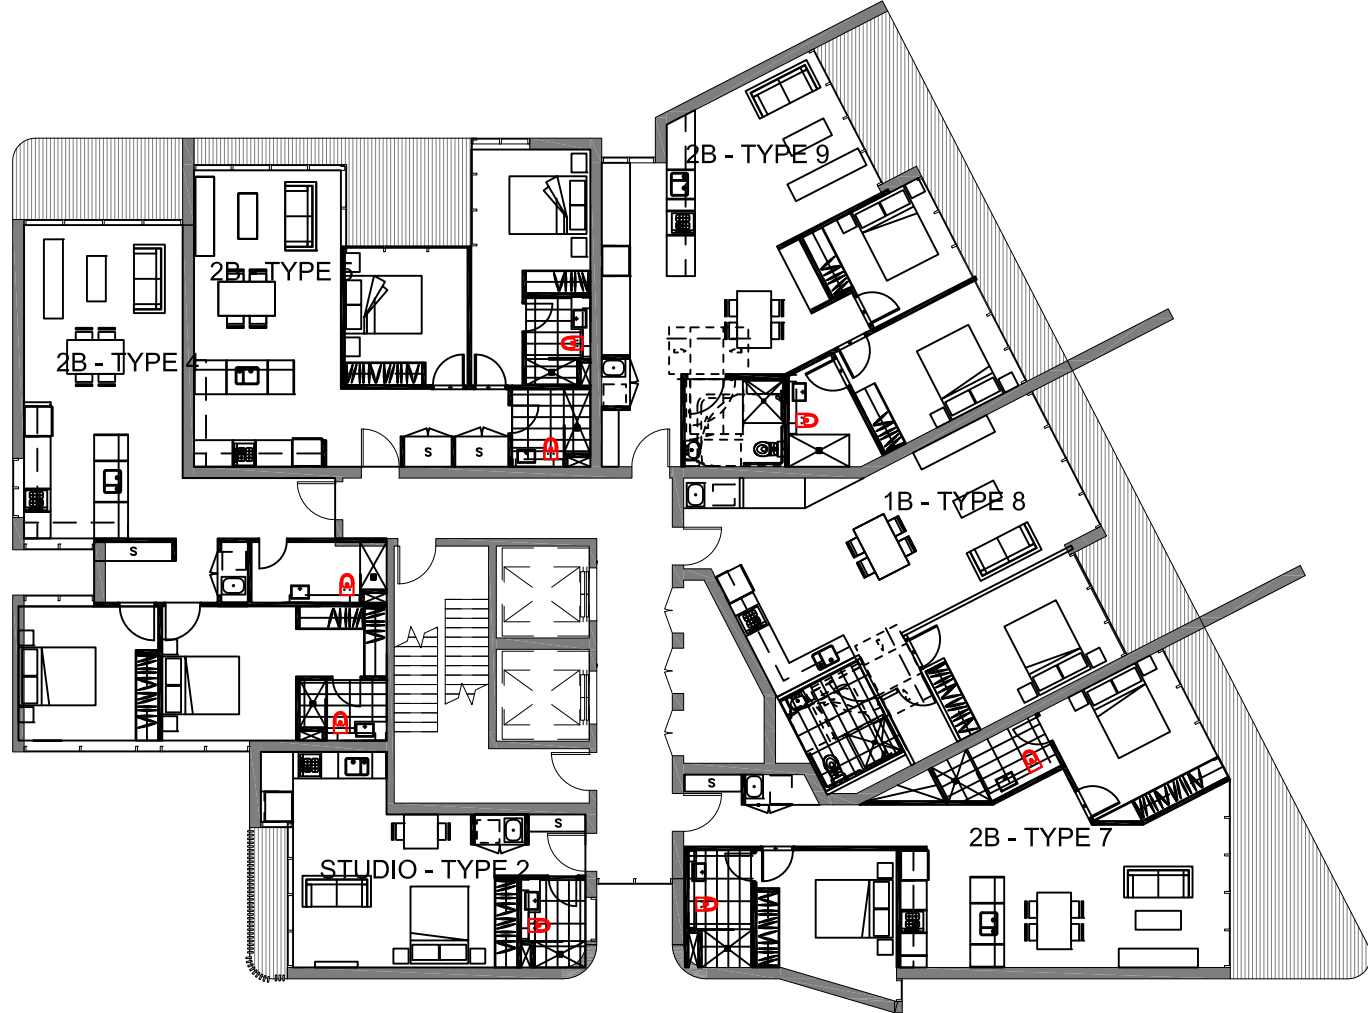 2B - TYPE 9
2B - TYPE 5
2B - TYPE 4
S
S
1B - TYPE 8
S
S
S
2B - TYPE 7
STUDIO - TYPE 2